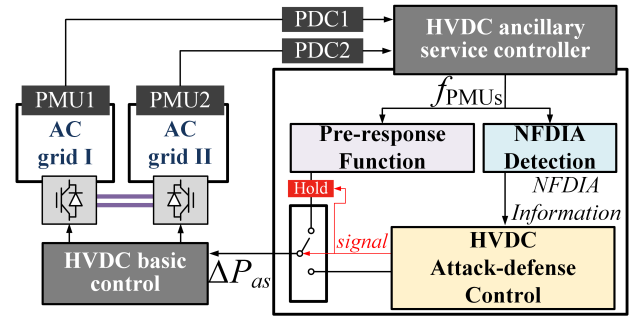 PDC1
PDC2
HVDC ancillary
service controller
PMU1
PMU2
AC
grid I
AC
grid II
fPMUs
Pre-response
Function
NFDIA
Detection
Hold
NFDIA
Information
signal
HVDC
Attack-defense
Control
HVDC basic
control
ΔPas